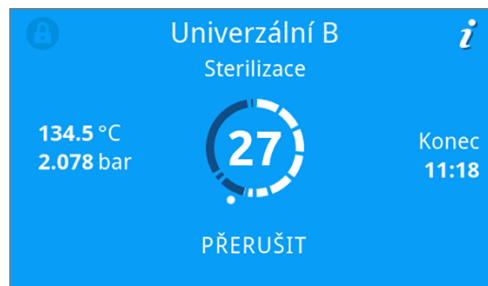 Univerzální B
i
Sterilizace
134.5 °C
2.078 bar
27
Konec
11:18
PŘERUŠIT